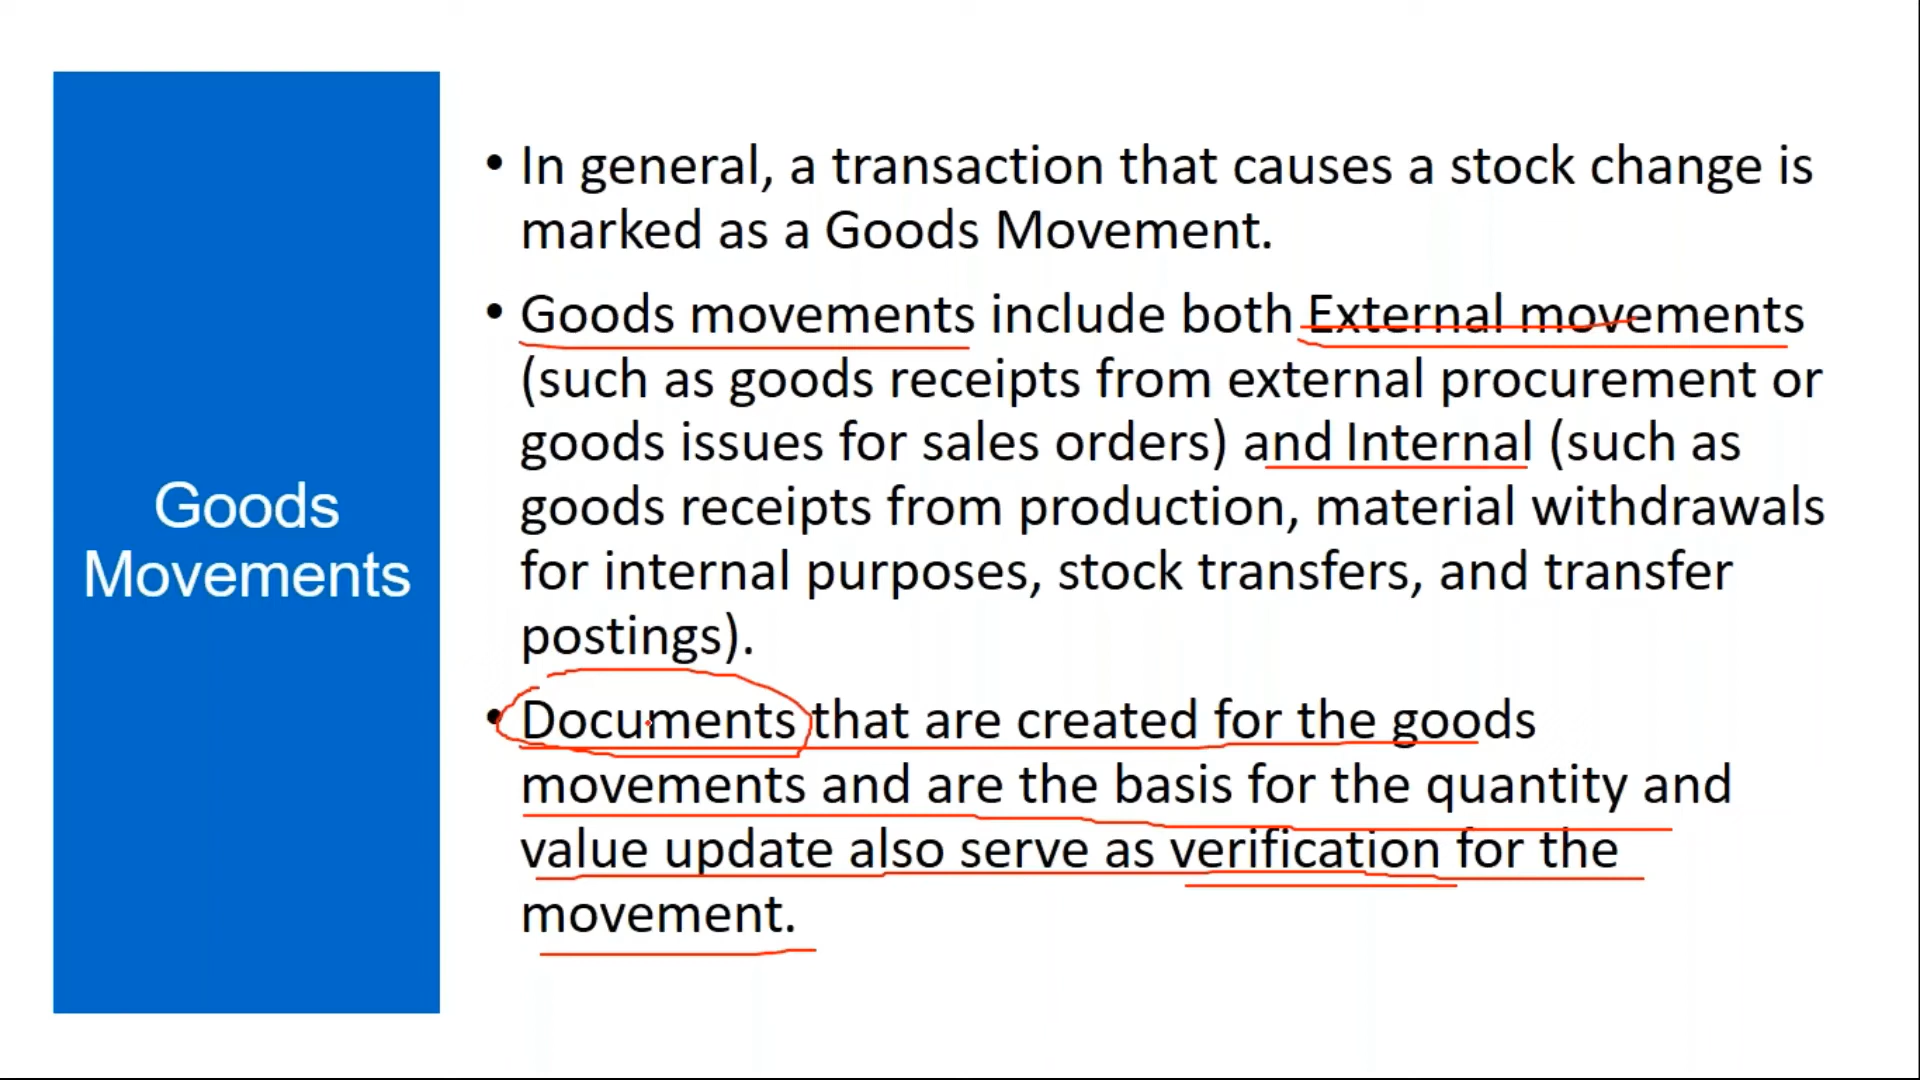 Goods
Movements
• In general, a transaction that causes a stock change is
marked as a Goods Movement.
• Goods movements include both External movements
(such as goods receipts from external procurement or
goods issues for sales orders) and Internal (such as
goods receipts from production, material withdrawals
for internal purposes, stock transfers, and transfer
postings).
• Documents that are created for the goods
movements and are the basis for the quantity and
value update also serve as verification for the
movement.